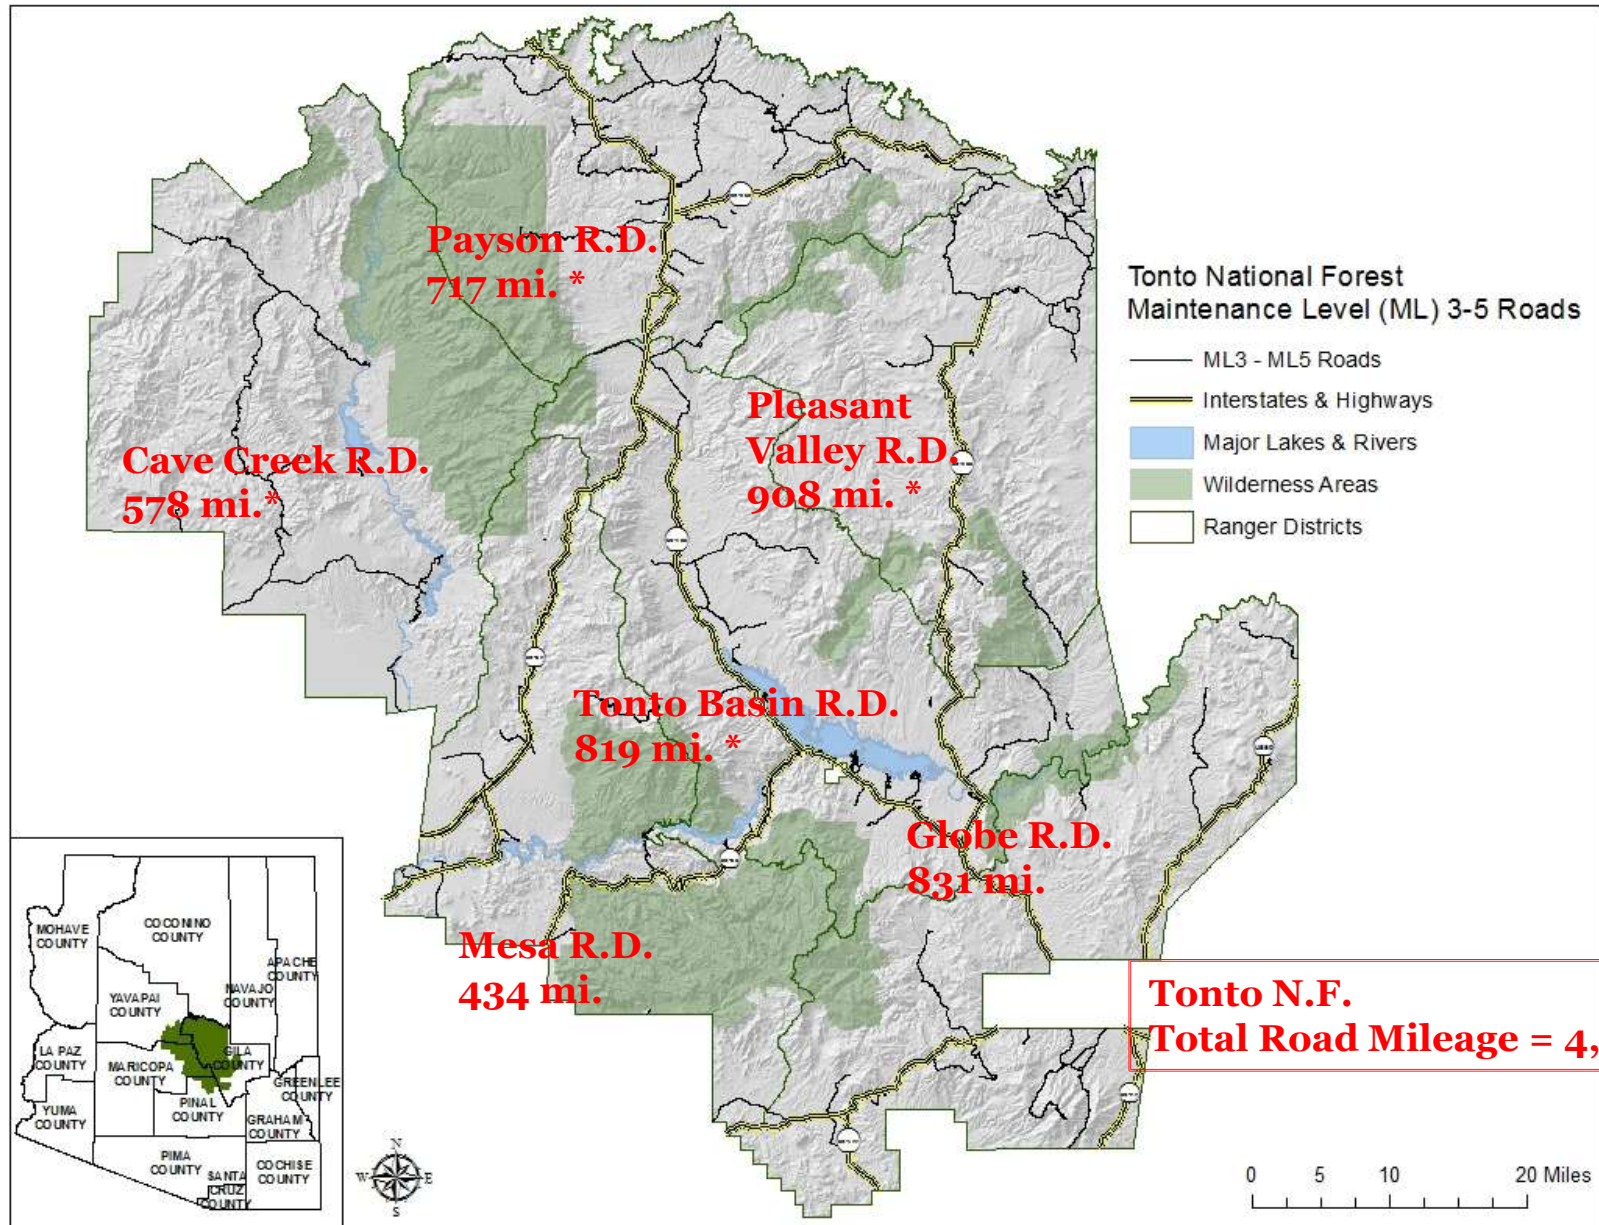 Payson R.D.
717 mi. *
Cave Creek R.D.
578 mi.*
Pleasant
Valley R.D.
908 mi. *
Tonto Basin R.D.
819 mi. *
Globe R.D.
831 mi.
Mesa R.D.
434 mi.
Tonto National Forest
Maintenance Level (ML) 3-5 Roads
ML3 - ML5 Roads
Interstates & Highways
Major Lakes & Rivers
Wilderness Areas
Ranger Districts
Tonto N.F.
Total Road Mileage = 4,
MOHAVE
COUNTY
COCONINO
COUNTY
APACHE
COUNTY
NAVAJO
COUNTY
YAVAPAI
COUNTY
LA PAZ
COUNTY
MARICOPA
COUNTY
GILA
COUNTY
GREENLEE
COUNTY
YUMA
COUNTY
PINAL
COUNTY
GRAHAM
COUNTY
PIMA
COUNTY
SANTA
CRUZ
COUNTY
COCHISE
COUNTY
N
W E
S
0 5 10 20 Miles